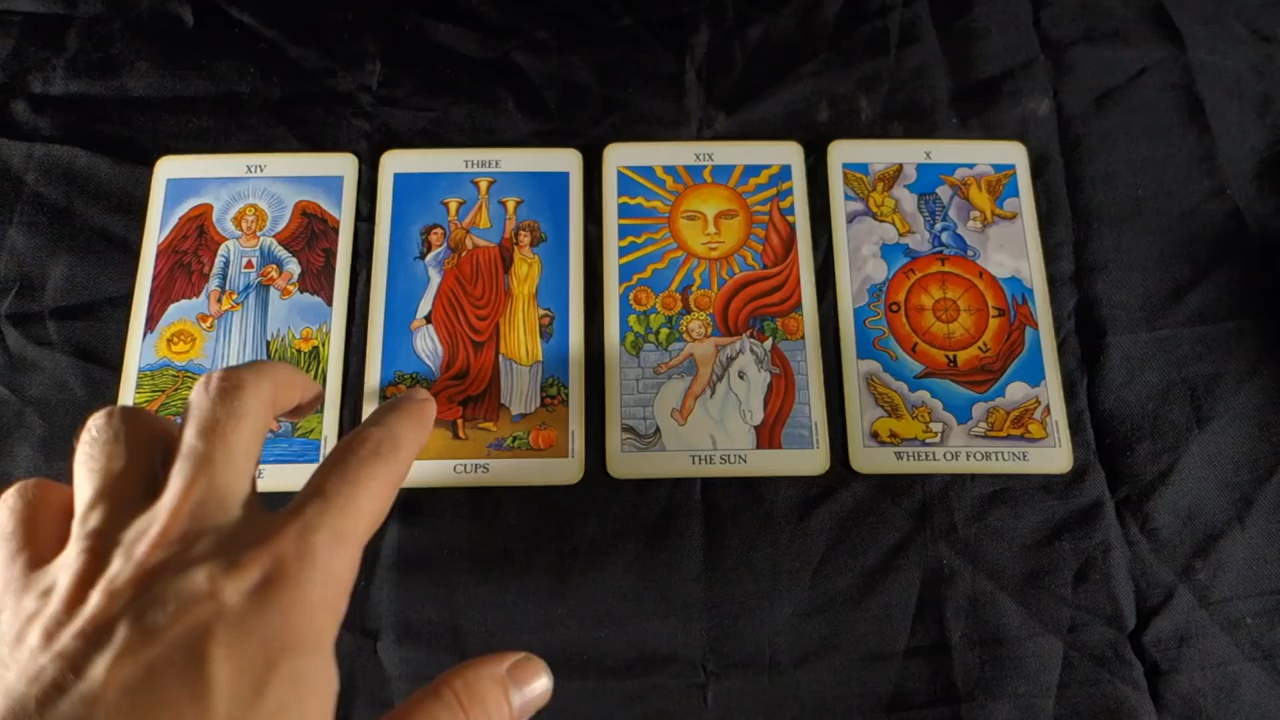 XIV
E
THREE
CUPS
XIX
THE SUN
X
WHEEL OF FORTUNE